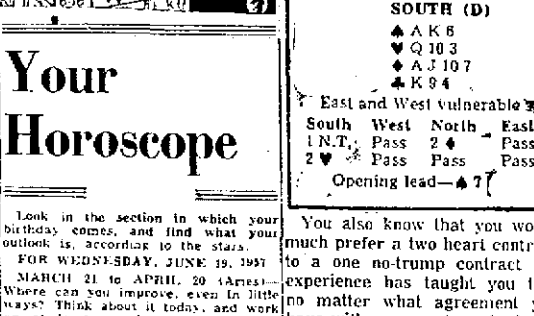 Your
Horoscope
Look in the section in which your
birthday comes, and find what your
outlook is, according to the stars.
FOR WEDNESDAY, JUNE 19, 1957
MARCH 21 to APRIL 20 (Aries)—
Where can you improve, even in little
ways? Think about it today, and work
SOUTH (D)
♠ A K 6
♥ Q 10 3
♦ A J 10 7
♣ K 9 4
East and West vulnerable
South West North East
1 N.T. Pass 2 ♦ Pass
2 ♥ Pass Pass Pass
Opening lead—♠ 7
You also know that you
much prefer a two heart
to a one no-trump contract
experience has taught you
no matter what agreement